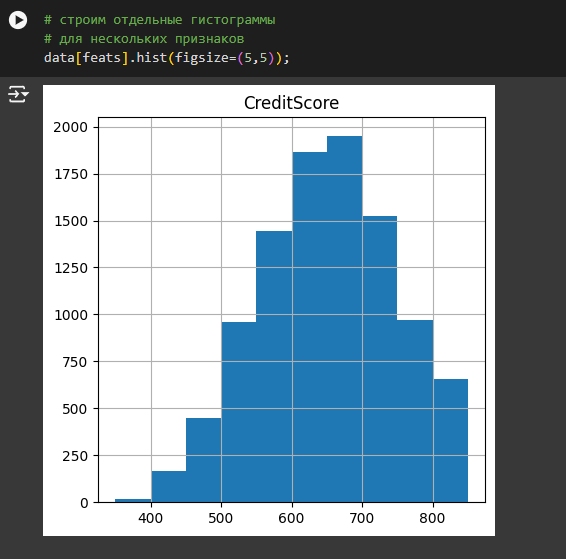 # строим отдельные гистограммы
# для нескольких признаков
data[feats].hist(figsize=(5,5));
CreditScore
2000
1750
1500
1250
1000
750
500
250
0
400 500 600 700 800